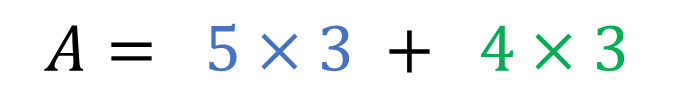 A = 5 × 3 + 4 × 3